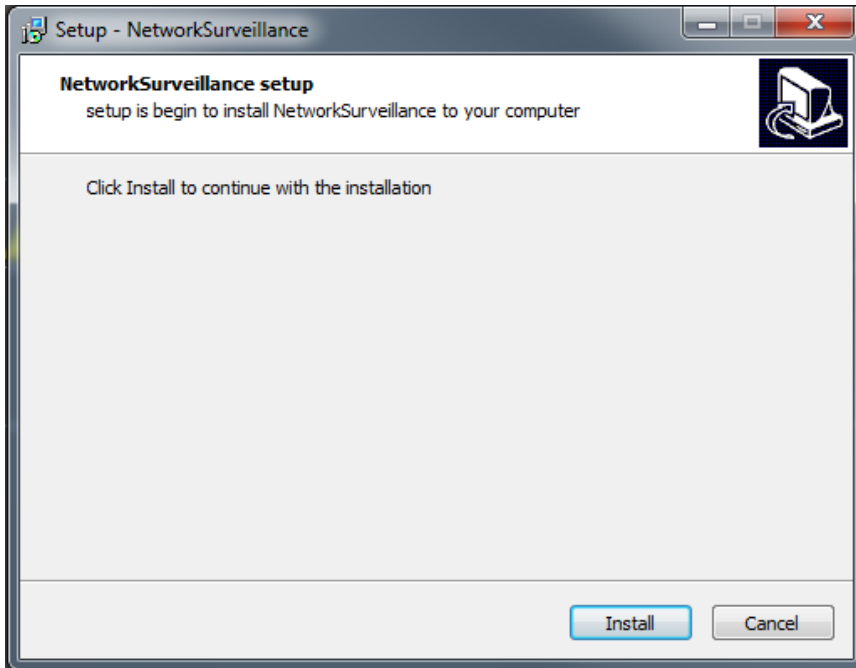 Setup - NetworkSurveillance
NetworkSurveillance setup
setup is begin to install NetworkSurveillance to your computer
Click Install to continue with the installation
Install
Cancel